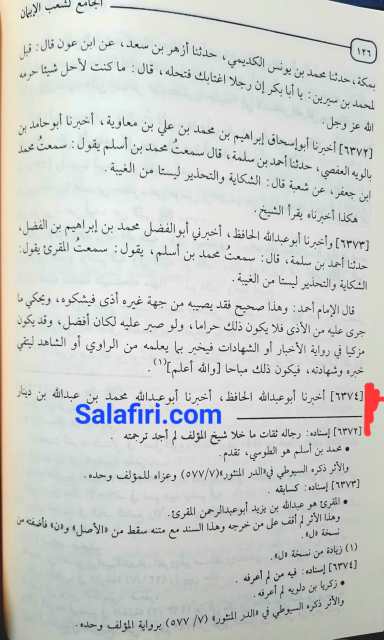 الجامع لشعب الإيمان
١٢٦
بمكة، حدثنا محمد بن يونس الكديمي، حدثنا أزهر بن سعد، عن ابن عون قال: قيل
لمحمد بن سيرين: يا أبا بكر إن رجلا اغتابك فتحله، قال: ما كنت لأحل شيئا حرمه
الله عز وجل.
[٦٣٧٢] أخبرنا أبوإسحاق إبراهيم بن محمد بن علي بن معاوية، أخبرنا أبوحامد بن
بالويه العفصي، حدثنا أحمد بن سلمة، قال سمعتُ محمد بن أسلم يقول: سمعتُ محمد
ابن جعفر، عن شعبة قال: الشكاية والتحذير ليستا من الغيبة.
هكذا أخبرناه يقرأ الشيخ.
[٦٣٧٣] وأخبرنا أبوعبدالله الحافظ، أخبرني أبوالفضل محمد بن إبراهيم بن الفضل،
حدثنا أحمد بن سلمة، قال: سمعتُ محمد بن أسلم، يقول: سمعتُ المقرئ يقول:
الشكاية والتحذير ليستا من الغيبة.
قال الإمام أحمد: وهذا صحيح فقد يصيبه من جهة غيره أذى فيشكوه، ويحكي ما
جرى عليه من الأذى فلا يكون ذلك حراما، ولو صبر عليه لكان أفضل، وقد يكون
مزكيا في رواية الأخبار أو الشهادات فيخبر بما يعلمه من الراوي أو الشاهد ليتقي
خبره وشهادته، فيكون ذلك مباحا [والله أعلم](١).
[٦٣٧٤] أخبرنا أبوعبدالله الحافظ، أخبرنا أبوعبدالله محمد بن عبدالله بن دينار
Salafiri.com
[٦٣٧٢] إسناده: رجاله ثقات ما خلا شيخ المؤلف لم أجد ترجمته.
• محمد بن أسلم هو الطوسي، تقدم.
والأثر ذكره السيوطي في «الدر المنثور» (٥٧٧/٧) وعزاه للمؤلف وحده.
[٦٣٧٣] إسناده: كسابقه.
• المقرئ هو عبدالله بن يزيد أبوعبدالرحمن المقرئ.
وهذا الأثر لم أقف على من خرجه وهذا السند مع متنه سقط من «الأصل» و«ن» فأضفته من
نسخة «ل».
(١) زيادة من نسخة «ل».
[٦٣٧٤] إسناده: فيه من لم أعرفه.
• زكريا بن دلويه لم أعرفه.
والأثر ذكره السيوطي في «الدر المنثور» (٧/ ٥٧٧) برواية المؤلف وحده.